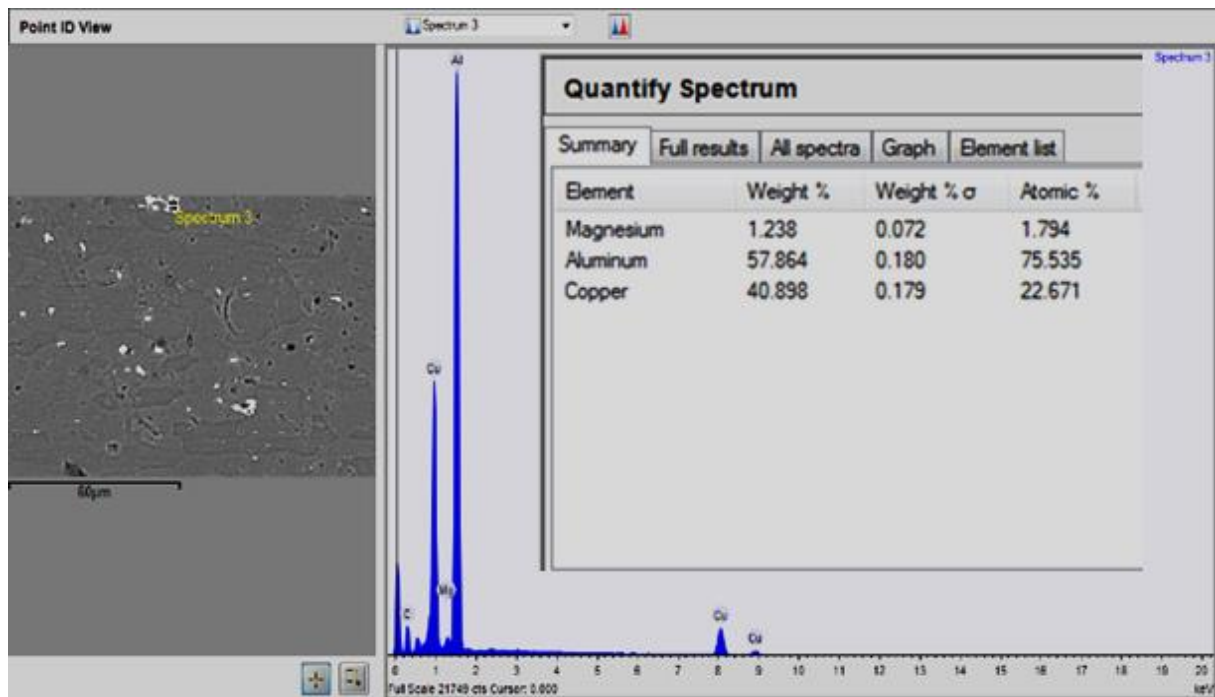 Point ID View
Spectrum 3
Spectrum 3
Spectrum 3
60µm
Quantify Spectrum
Summary Full results All spectra Graph Element list
Element Weight % Weight % σ Atomic %
Magnesium 1.238 0.072 1.794
Aluminum 57.864 0.180 75.535
Copper 40.898 0.179 22.671
Al
Cu
Mg
C
Cu
Cu
0 1 2 3 4 5 6 7 8 9 10 11 12 13 14 15 16 17 18 19 20
Full Scale 21749 cts Cursor: 0.000
keV